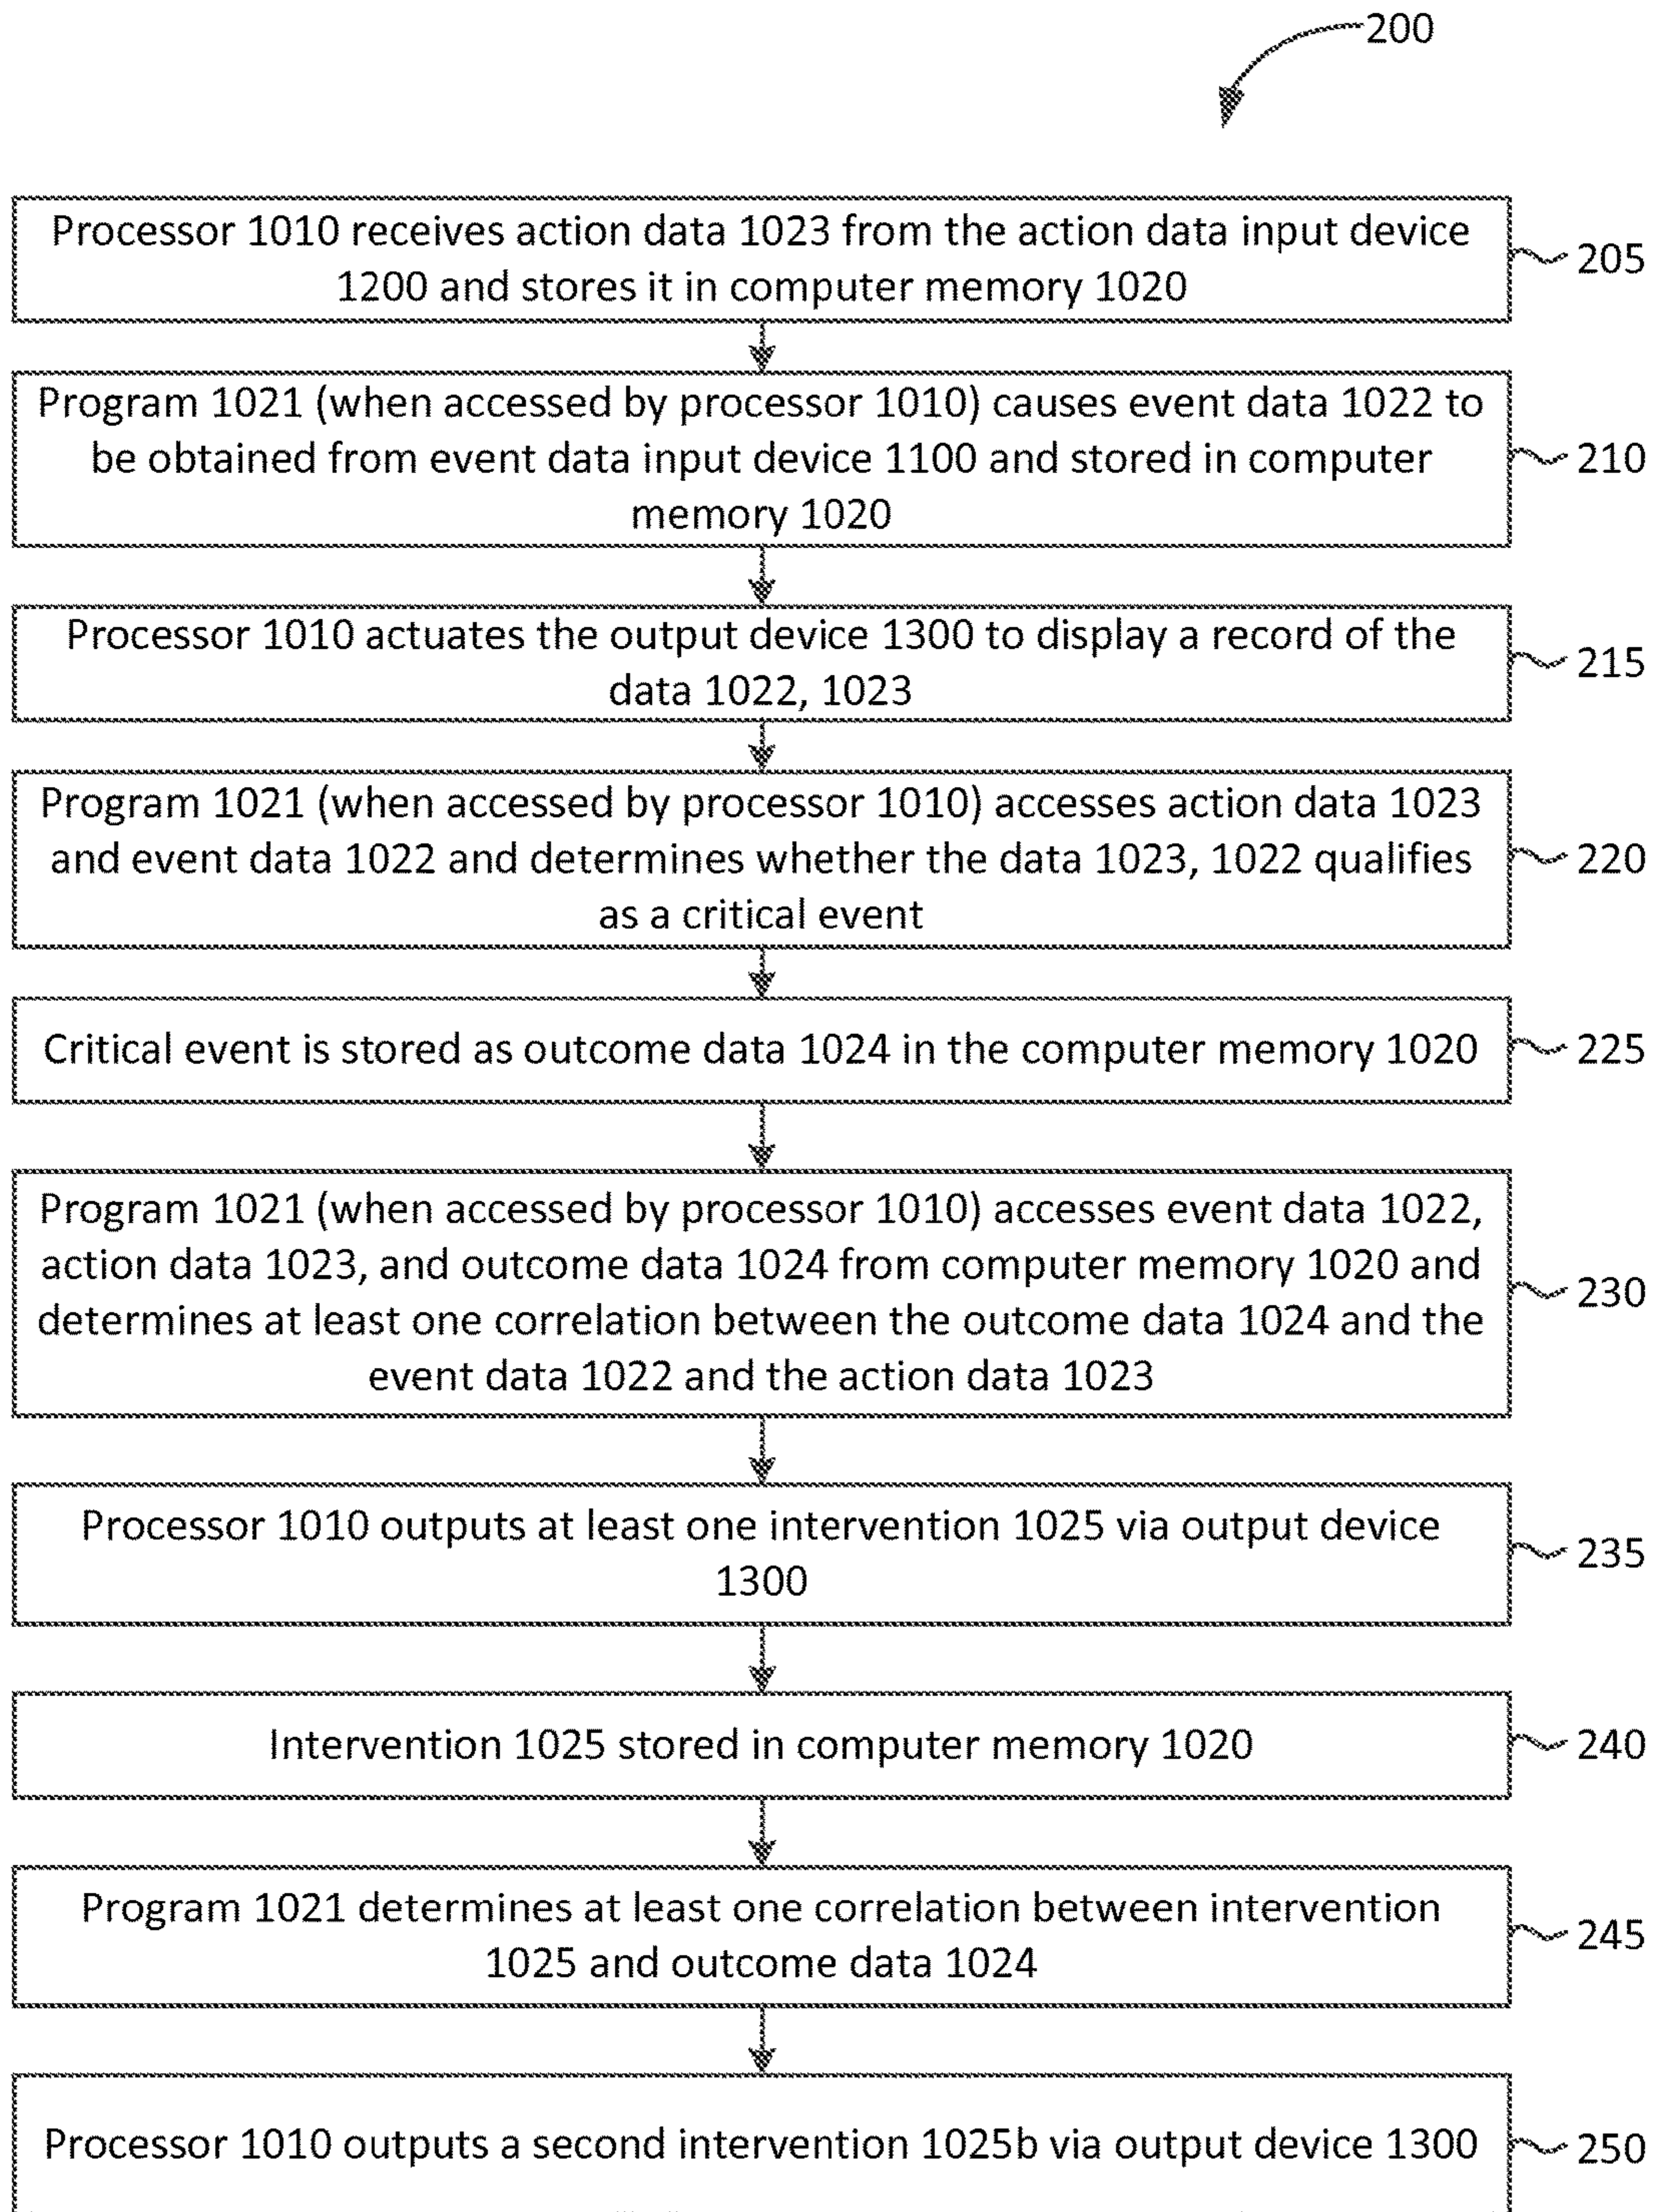 200
Processor 1010 receives action data 1023 from the action data input device
1200 and stores it in computer memory 1020
205
Program 1021 (when accessed by processor 1010) causes event data 1022 to
be obtained from event data input device 1100 and stored in computer
memory 1020
210
Processor 1010 actuates the output device 1300 to display a record of the
data 1022, 1023
215
Program 1021 (when accessed by processor 1010) accesses action data 1023
and event data 1022 and determines whether the data 1023, 1022 qualifies
as a critical event
220
Critical event is stored as outcome data 1024 in the computer memory 1020
225
Program 1021 (when accessed by processor 1010) accesses event data 1022,
action data 1023, and outcome data 1024 from computer memory 1020 and
determines at least one correlation between the outcome data 1024 and the
event data 1022 and the action data 1023
230
Processor 1010 outputs at least one intervention 1025 via output device
1300
235
Intervention 1025 stored in computer memory 1020
240
Program 1021 determines at least one correlation between intervention
1025 and outcome data 1024
245
Processor 1010 outputs a second intervention 1025b via output device 1300
250